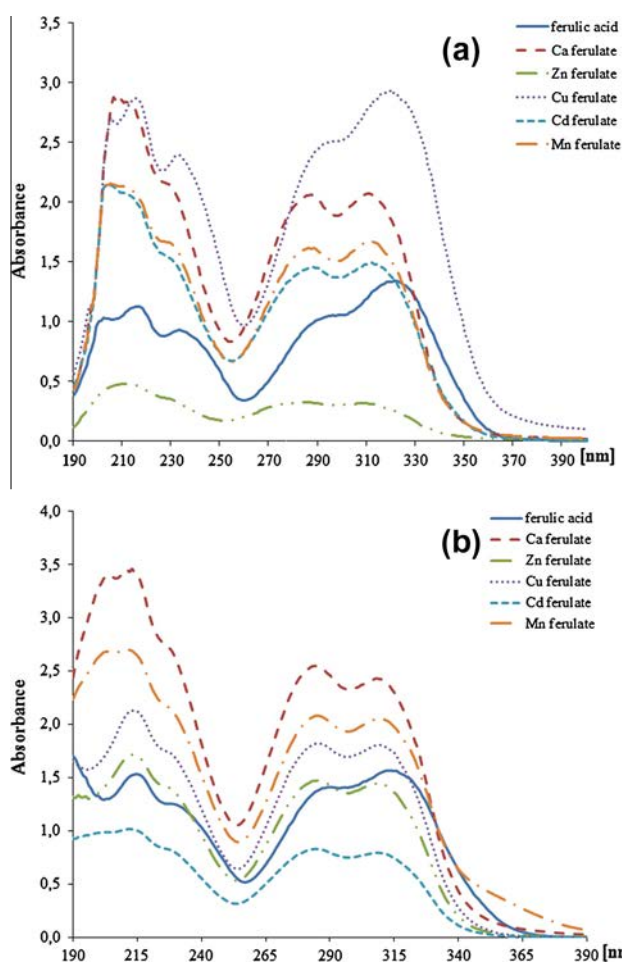 3,5
3,0
2,5
2,0
1,5
1,0
0,5
0,0
Absorbance
(a)
ferulic acid
Ca ferulate
Zn ferulate
Cu ferulate
Cd ferulate
Mn ferulate
190 210 230 250 270 290 310 330 350 370 390 [nm]
4,0
3,5
3,0
2,5
2,0
1,5
1,0
0,5
0,0
Absorbance
(b)
ferulic acid
Ca ferulate
Zn ferulate
Cu ferulate
Cd ferulate
Mn ferulate
190 215 240 265 290 315 340 365 390